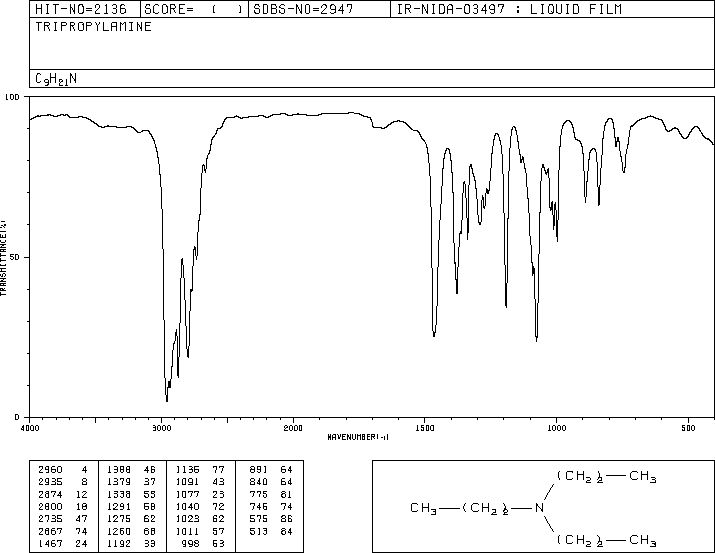 HIT-NO=2136 SCORE= ( ) SDBS-NO=2947 IR-NIDA-03497 : LIQUID FILM
TRIPROPYLAMINE
C9H21N
100
50
0
TRANSMITTANCE(%)
4000 3000 2000 1500 1000 500
WAVENUMBER(-1)
2960 4 1388 46 1136 77 891 64
2935 8 1379 37 1091 43 840 64
2874 12 1338 55 1077 23 775 81
2800 18 1291 58 1040 72 746 74
2735 47 1275 62 1023 62 575 86
2667 74 1260 68 1011 57 513 84
1467 24 1192 33 998 53
(CH2)2 CH3
CH3 (CH2)2 N
(CH2)2 CH3